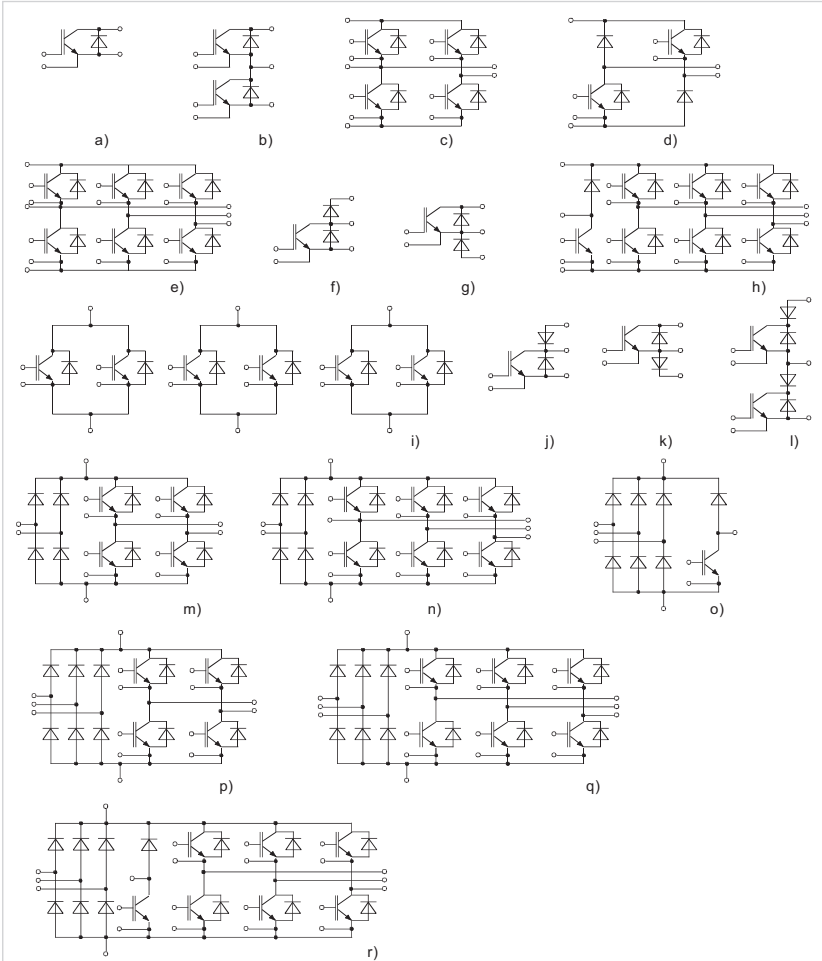 a) b) c) d)
e) f) g) h)
i) j) k) l)
m) n) o)
p) q)
r)